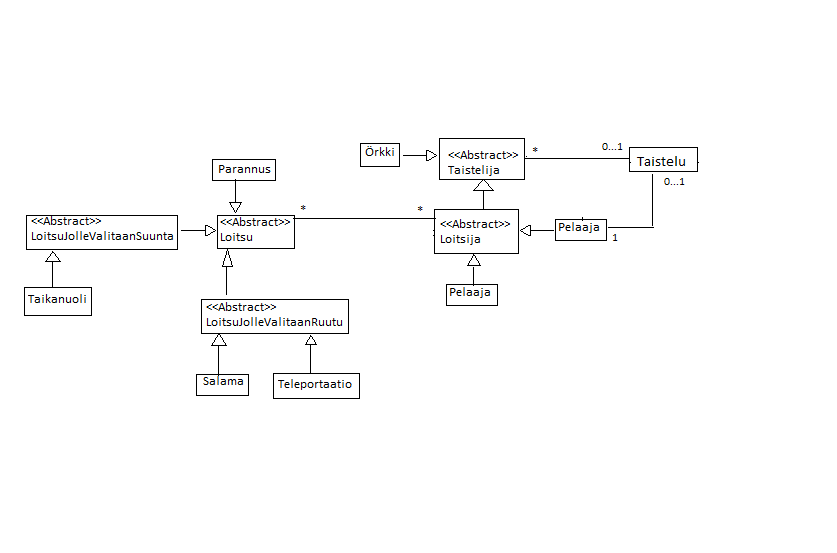 Örkki
<<Abstract>>
Taistelija
*
0...1
Taistelu
0...1
Parannus
<<Abstract>>
LoitsuJolleValitaanSuunta
<<Abstract>>
Loitsu
*
*
<<Abstract>>
Loitsija
Pelaaja
1
Taikanuoli
Pelaaja
<<Abstract>>
LoitsuJolleValitaanRuutu
Salama
Teleportaatio